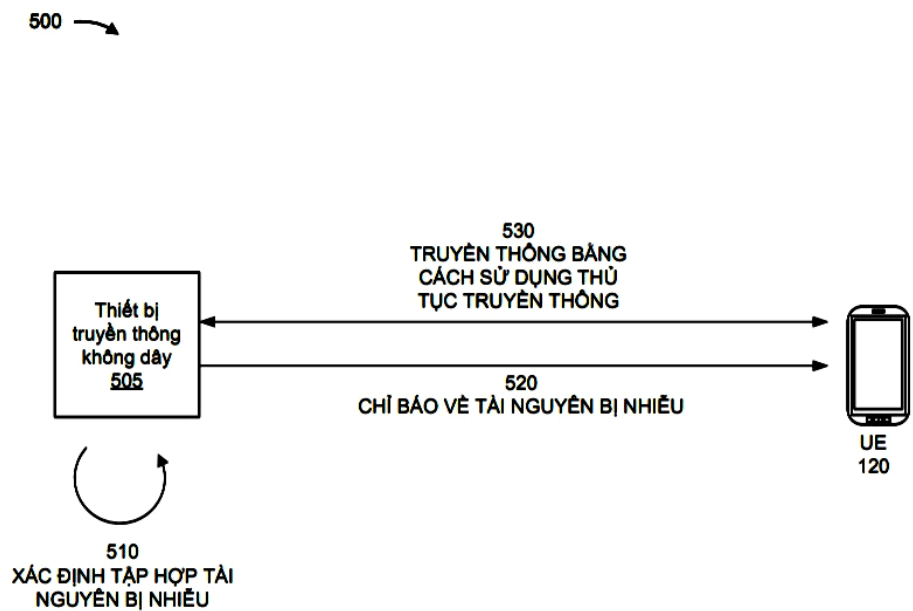 500
530
TRUYỀN THÔNG BẰNG
CÁCH SỬ DỤNG THỦ
TỤC TRUYỀN THÔNG
Thiết bị
truyền thông
không dây
505
520
CHỈ BÁO VỀ TÀI NGUYÊN BỊ NHIỄU
UE
120
510
XÁC ĐỊNH TẬP HỢP TÀI
NGUYÊN BỊ NHIỄU